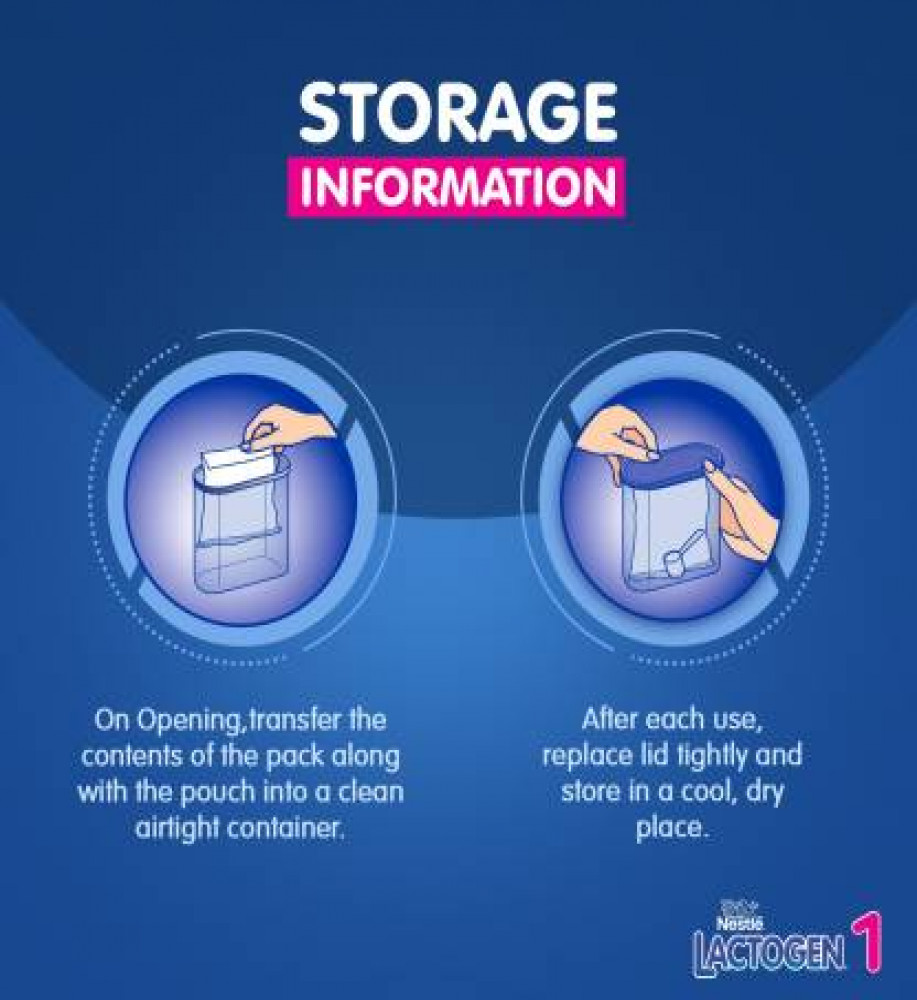 STORAGE
INFORMATION
On Opening,transfer the
contents of the pack along
with the pouch into a clean
airtight container.
After each use,
replace lid tightly and
store in a cool, dry
place.
Nestlé
LACTOGEN 1